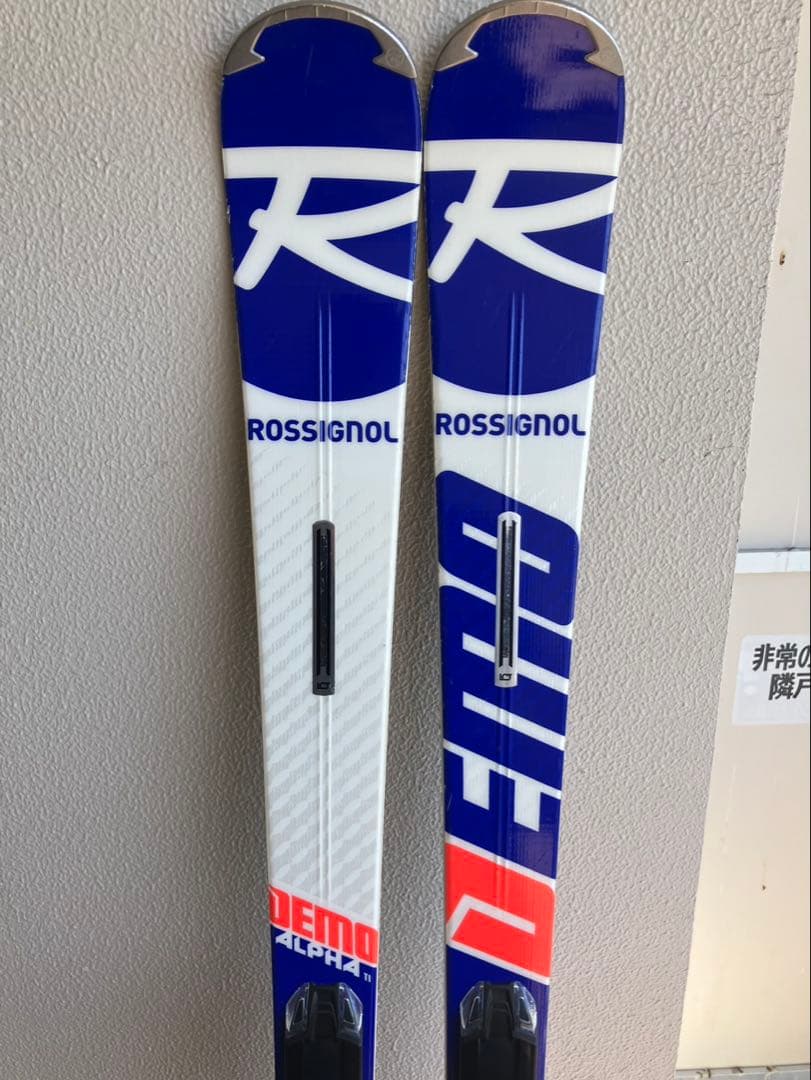 R
ROSSIGNOL
DEMO
ALPHA TI
R
ROSSIGNOL
DEMO
非常の
隣戸